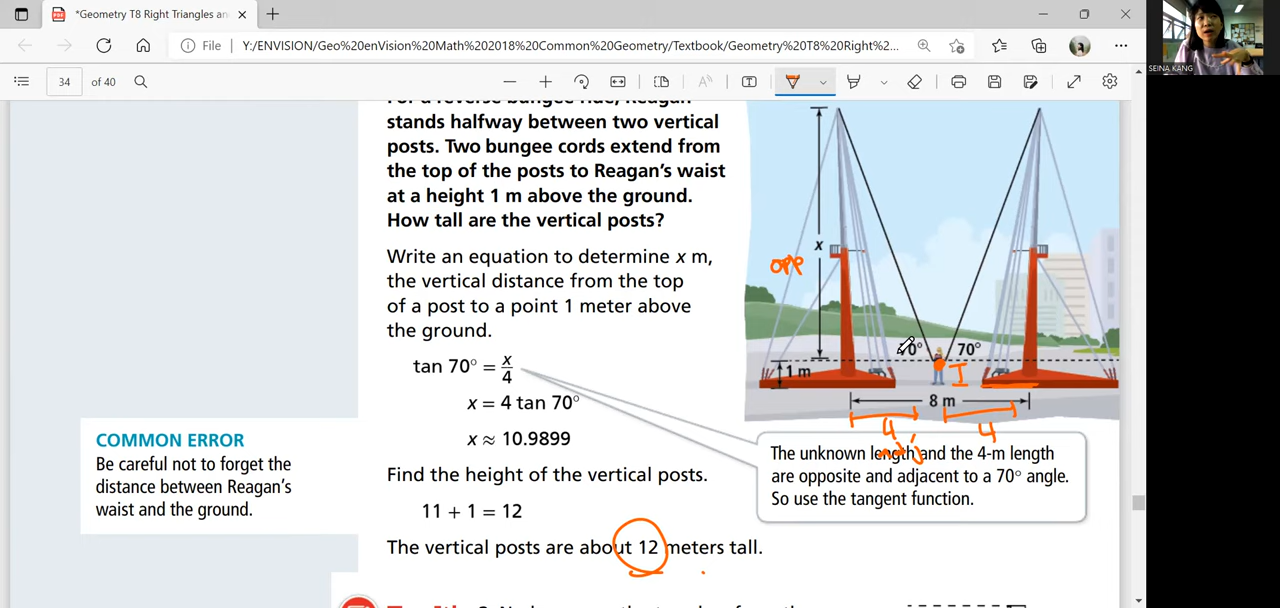 *Geometry T8 Right Triangles an
File
Y:/ENVISION/Geo%20enVision%20Math%202018%20Common%20Geometry/Textbook/Geometry%20T8%20Right%2...
34 of 40
SEINA KANG
stands halfway between two vertical
posts. Two bungee cords extend from
the top of the posts to Reagan's waist
at a height 1 m above the ground.
How tall are the vertical posts?
Write an equation to determine x m,
the vertical distance from the top
of a post to a point 1 meter above
the ground.
tan 70° = x/4
x = 4 tan 70°
x ≈ 10.9899
Find the height of the vertical posts.
11 + 1 = 12
The vertical posts are about 12 meters tall.
COMMON ERROR
Be careful not to forget the
distance between Reagan's
waist and the ground.
x
opp
70°
1 m
8 m
4
4
adj
The unknown length and the 4-m length
are opposite and adjacent to a 70° angle.
So use the tangent function.